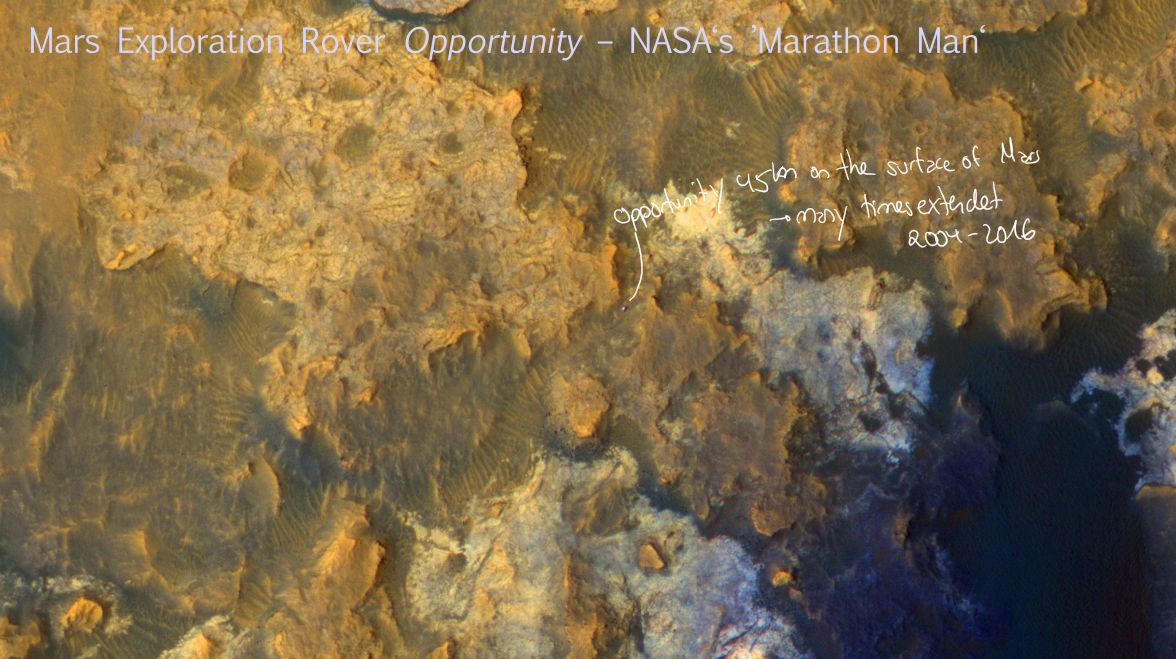 Mars Exploration Rover Opportunity – NASA‘s ’Marathon Man‘
opportunity 45km on the surface of Mars
→ many times extendet
2004-2016